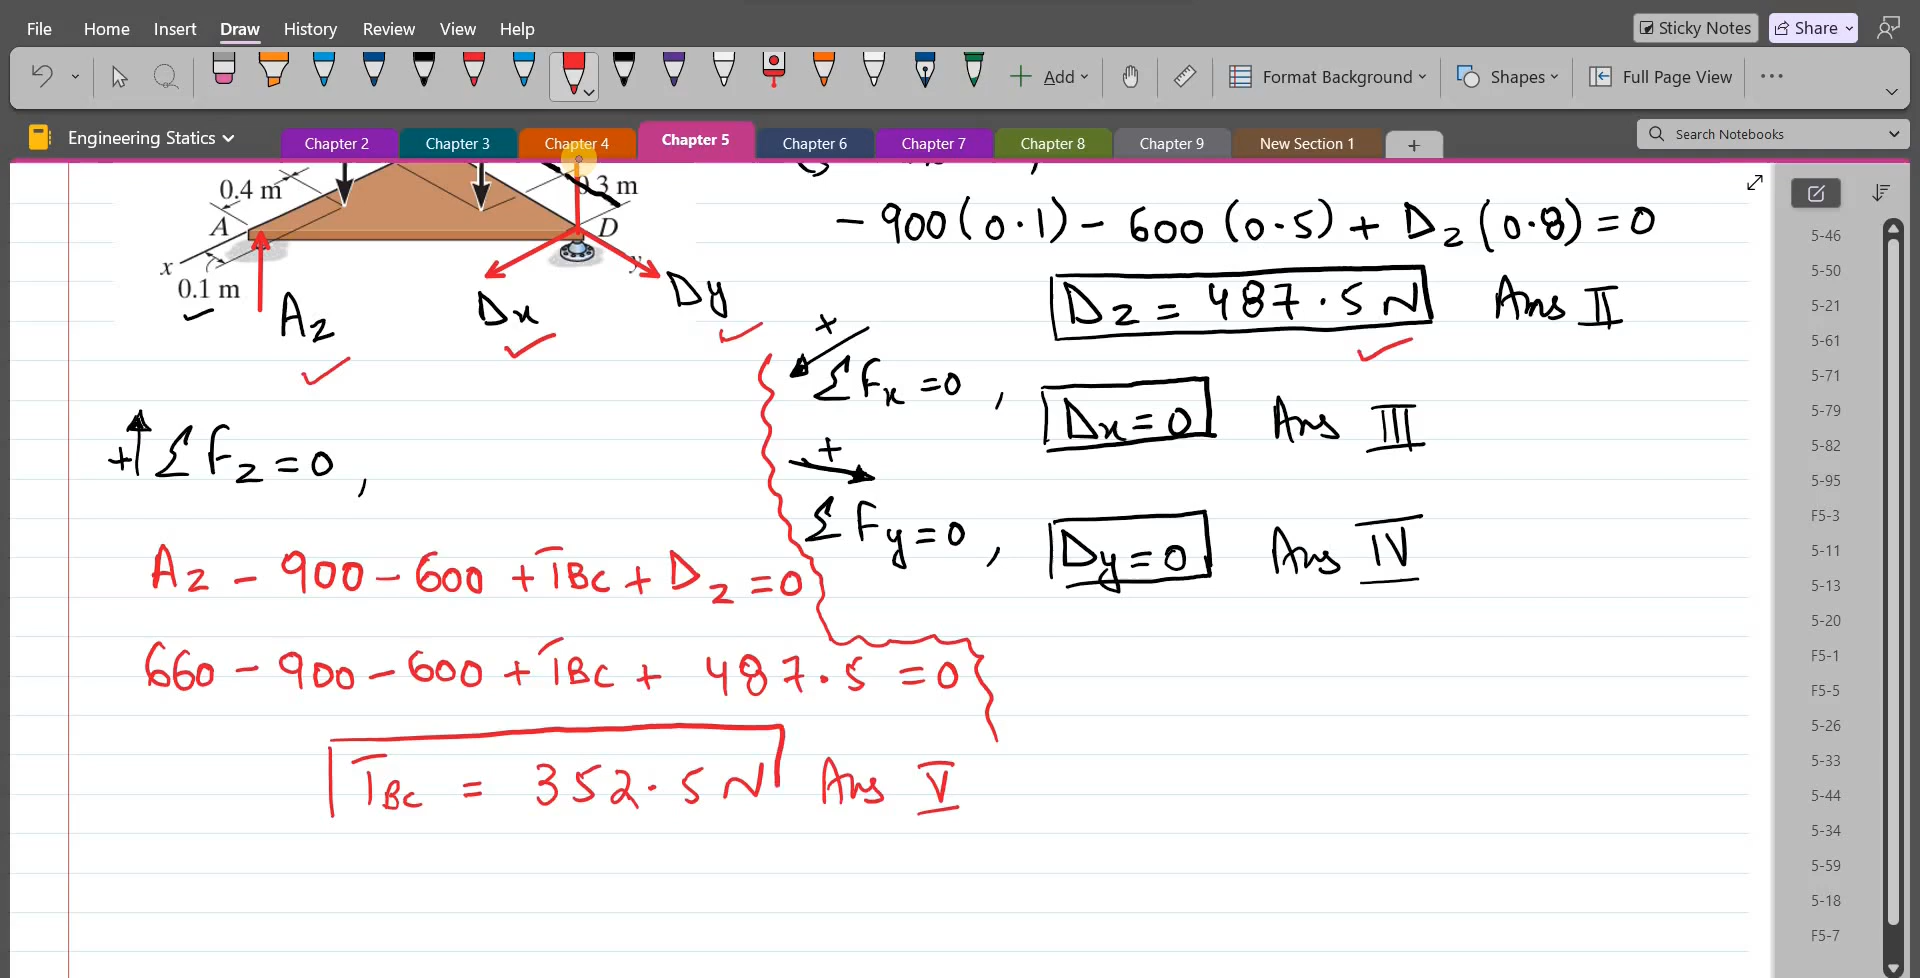 File Home Insert Draw History Review View Help
Sticky Notes Share
Add Format Background Shapes Full Page View
Engineering Statics Chapter 2 Chapter 3 Chapter 4 Chapter 5 Chapter 6 Chapter 7 Chapter 8 Chapter 9 New Section 1 + Search Notebooks
0.4 m
0.3 m
A
D
x
y
0.1 m
Az
Dx
Dy
+ ΣFz = 0,
Az - 900 - 600 + TBC + Dz = 0
660 - 900 - 600 + TBC + 487.5 = 0
TBC = 352.5 N Ans V
- 900 (0.1) - 600 (0.5) + Dz (0.8) = 0
Dz = 487.5 N Ans II
+
ΣFx = 0, Dx = 0 Ans III
+
ΣFy = 0, Dy = 0 Ans IV
5-46
5-50
5-21
5-61
5-71
5-79
5-82
5-95
F5-3
5-11
5-13
5-20
F5-1
F5-5
5-26
5-33
5-44
5-34
5-59
5-18
F5-7